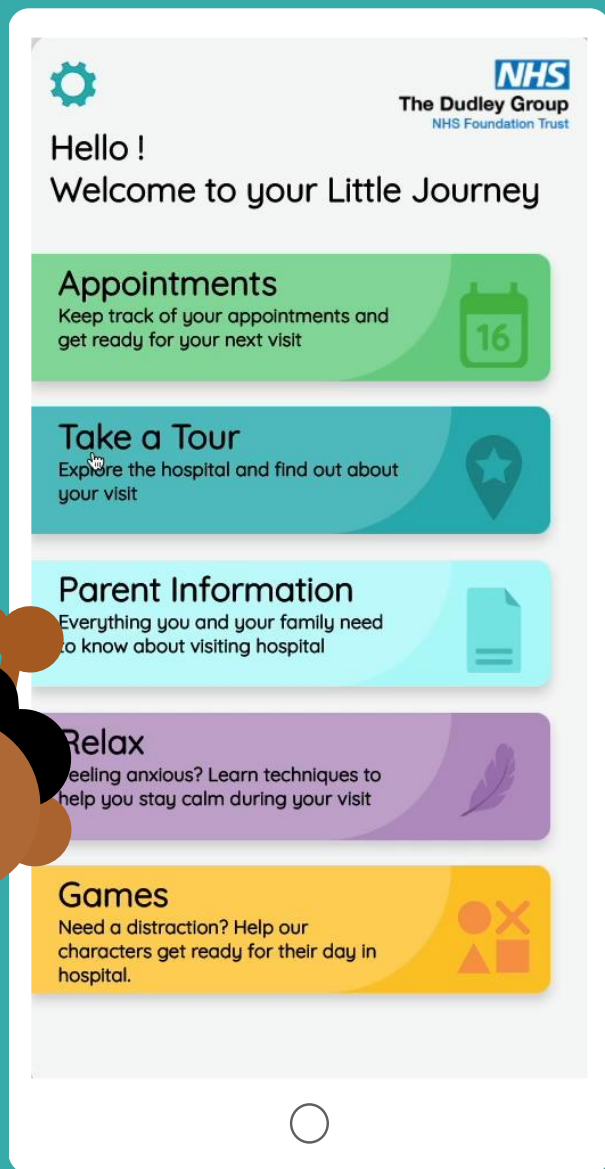 NHS
The Dudley Group
NHS Foundation Trust
Hello !
Welcome to your Little Journey
Appointments
Keep track of your appointments and
get ready for your next visit
16
Take a Tour
Explore the hospital and find out about
your visit
Parent Information
Everything you and your family need
to know about visiting hospital
Relax
Feeling anxious? Learn techniques to
help you stay calm during your visit
Games
Need a distraction? Help our
characters get ready for their day in
hospital.